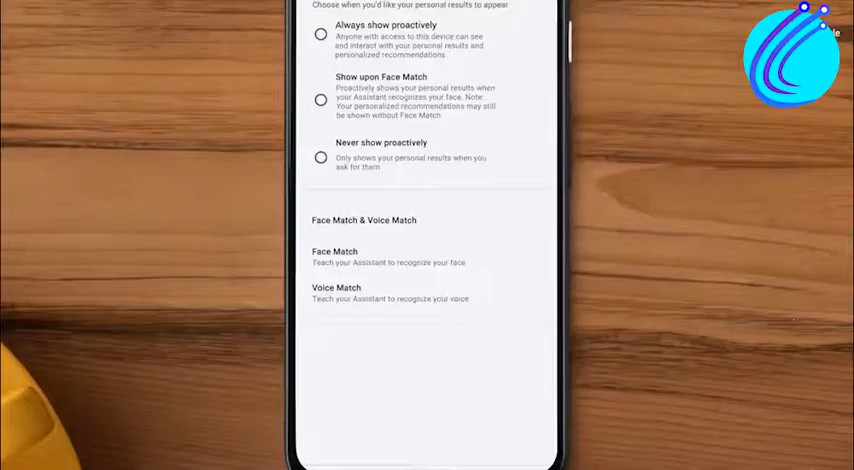 Choose when you'd like your personal results to appear
Always show proactively
Anyone with access to this device can see
and interact with your personal results and
personalized recommendations
Show upon Face Match
Proactively shows your personal results when
your Assistant recognizes your face. Note:
Your personalized recommendations may still
be shown without Face Match
Never show proactively
Only shows your personal results when you
ask for them
Face Match & Voice Match
Face Match
Teach your Assistant to recognize your face
Voice Match
Teach your Assistant to recognize your voice